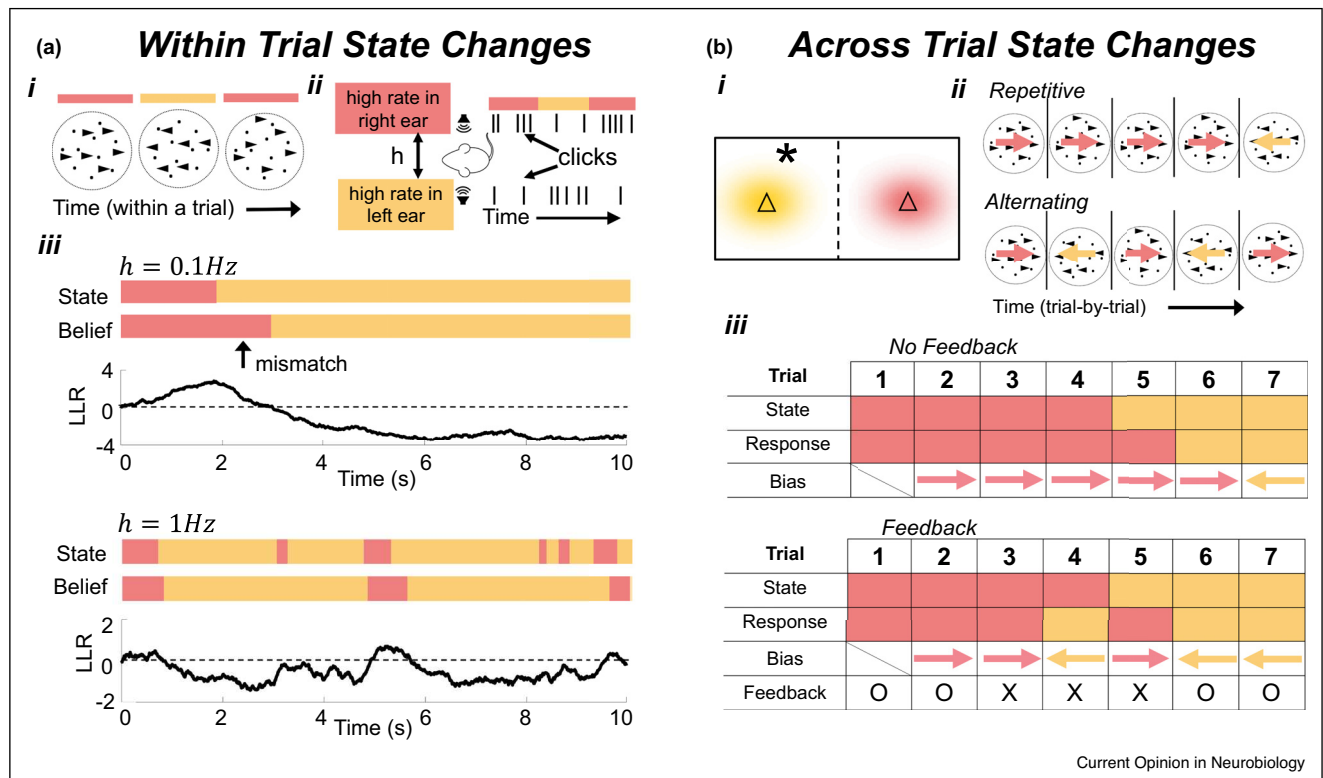 (a) Within Trial State Changes
i
Time (within a trial)
ii
high rate in
right ear
h
high rate in
left ear
clicks
Time
iii
h = 0.1Hz
State
Belief
mismatch
4
0
-4
LLR
0 2 4 6 8 10
Time (s)
h = 1Hz
State
Belief
2
0
-2
LLR
0 2 4 6 8 10
Time (s)
(b) Across Trial State Changes
i
*
Δ Δ
ii
Repetitive
Alternating
Time (trial-by-trial)
iii
No Feedback
Trial 1 2 3 4 5 6 7
State
Response
Bias
Feedback
Trial 1 2 3 4 5 6 7
State
Response
Bias
Feedback O O X X X O O
Current Opinion in Neurobiology